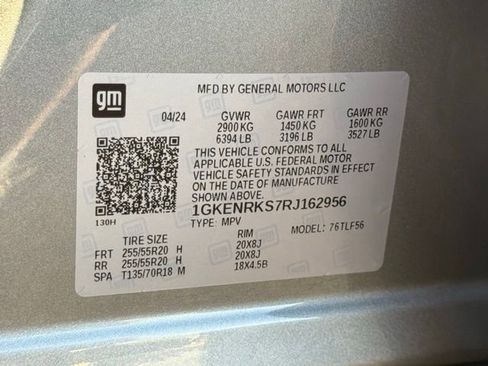 gm
MFD BY GENERAL MOTORS LLC
04/24 GVWR GAWR FRT GAWR RR
2900 KG 1450 KG 1600 KG
6394 LB 3196 LB 3527 LB
THIS VEHICLE CONFORMS TO ALL
APPLICABLE U.S. FEDERAL MOTOR
VEHICLE SAFETY STANDARDS IN EFFECT
ON THE DATE OF MANUFACTURE.
1GKENRKS7RJ162956
130H TYPE: MPV MODEL: 76TLF56
TIRE SIZE RIM
FRT 255/55R20 H 20X8J
RR 255/55R20 H 20X8J
SPA T135/70R18 M 18X4.5B